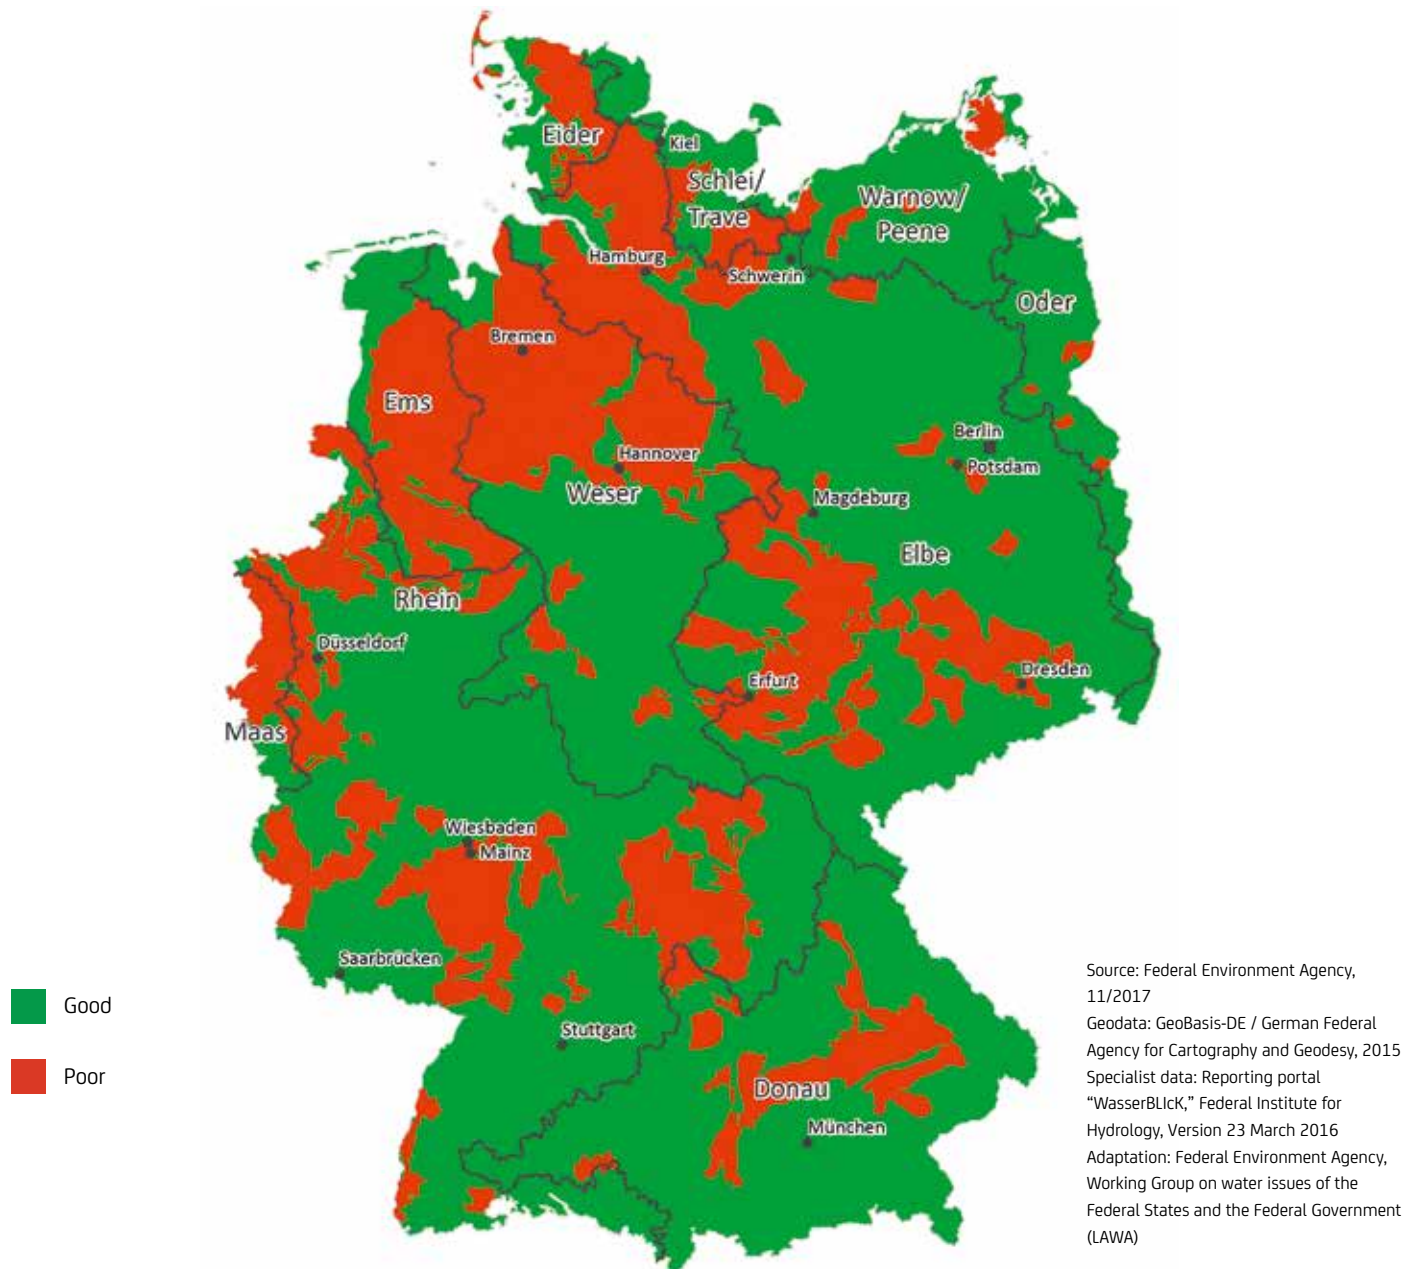 Eider
Kiel
Schlei/
Trave
Warnow/
Peene
Hamburg
Schwerin
Oder
Bremen
Ems
Berlin
Hannover
Potsdam
Weser
Magdeburg
Elbe
Rhein
Düsseldorf
Dresden
Erfurt
Maas
Wiesbaden
Mainz
Saarbrücken
Stuttgart
Donau
München
Good
Poor
Source: Federal Environment Agency,
11/2017
Geodata: GeoBasis-DE / German Federal
Agency for Cartography and Geodesy, 2015
Specialist data: Reporting portal
“WasserBLIcK,” Federal Institute for
Hydrology, Version 23 March 2016
Adaptation: Federal Environment Agency,
Working Group on water issues of the
Federal States and the Federal Government
(LAWA)